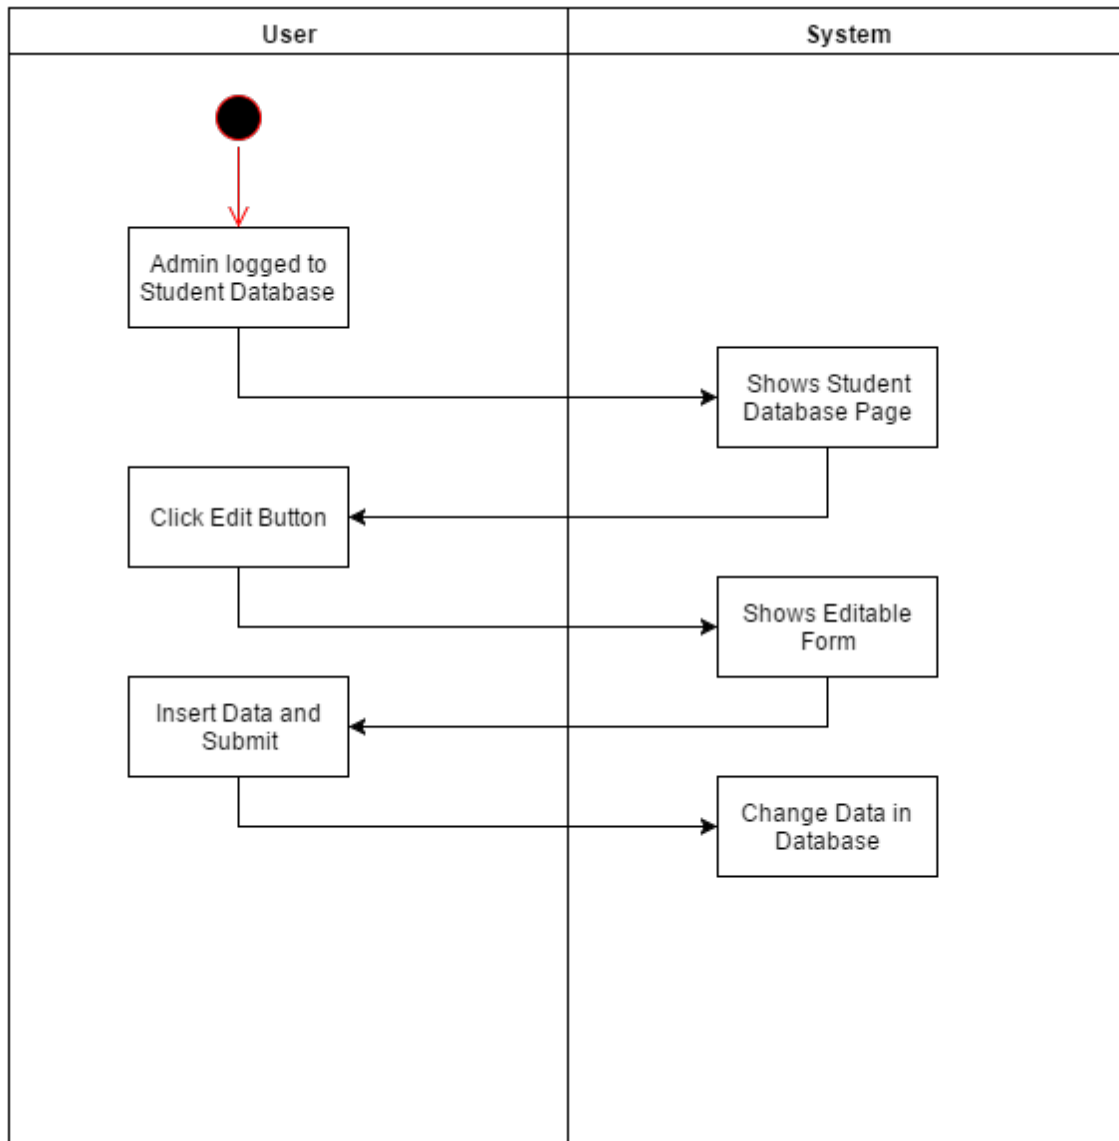 User
System
Admin logged to
Student Database
Shows Student
Database Page
Click Edit Button
Shows Editable
Form
Insert Data and
Submit
Change Data in
Database